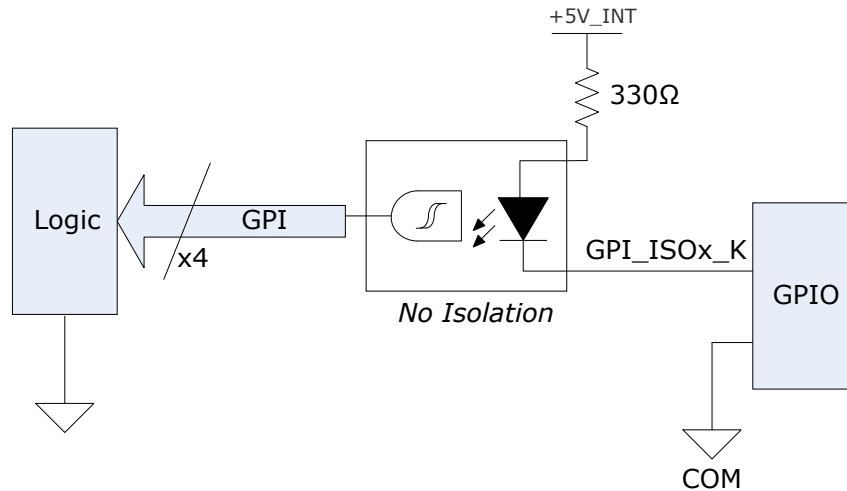 +5V_INT
330Ω
Logic
GPI
x4
GPI_ISOx_K
GPIO
No Isolation
COM